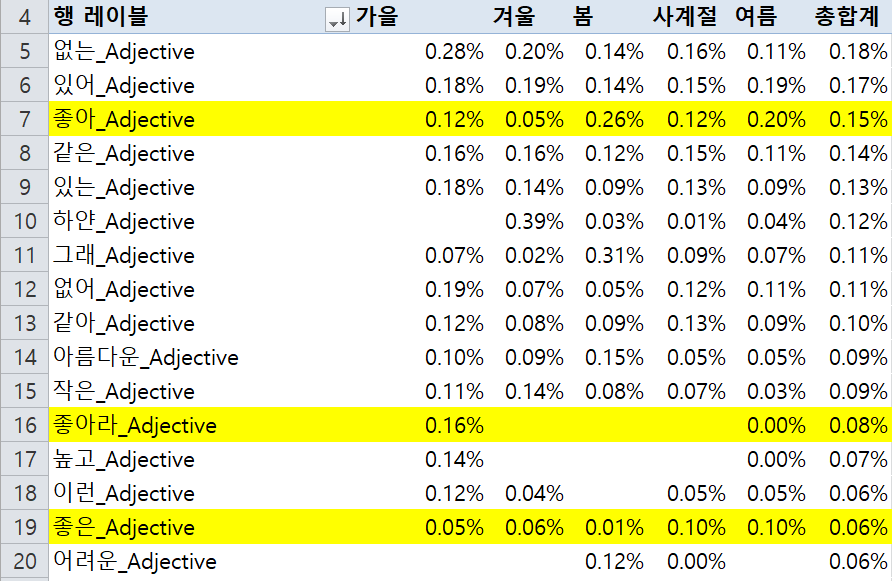 4 행 레이블 가을 겨울 봄 사계절 여름 총합계
5 없는_Adjective 0.28% 0.20% 0.14% 0.16% 0.11% 0.18%
6 있어_Adjective 0.18% 0.19% 0.14% 0.15% 0.19% 0.17%
7 좋아_Adjective 0.12% 0.05% 0.26% 0.12% 0.20% 0.15%
8 같은_Adjective 0.16% 0.16% 0.12% 0.15% 0.11% 0.14%
9 있는_Adjective 0.18% 0.14% 0.09% 0.13% 0.09% 0.13%
10 하얀_Adjective 0.39% 0.03% 0.01% 0.04% 0.12%
11 그래_Adjective 0.07% 0.02% 0.31% 0.09% 0.07% 0.11%
12 없어_Adjective 0.19% 0.07% 0.05% 0.12% 0.11% 0.11%
13 같아_Adjective 0.12% 0.08% 0.09% 0.13% 0.09% 0.10%
14 아름다운_Adjective 0.10% 0.09% 0.15% 0.05% 0.05% 0.09%
15 작은_Adjective 0.11% 0.14% 0.08% 0.07% 0.03% 0.09%
16 좋아라_Adjective 0.16% 0.00% 0.08%
17 높고_Adjective 0.14% 0.00% 0.07%
18 이런_Adjective 0.12% 0.04% 0.05% 0.05% 0.06%
19 좋은_Adjective 0.05% 0.06% 0.01% 0.10% 0.10% 0.06%
20 어려운_Adjective 0.12% 0.00% 0.06%